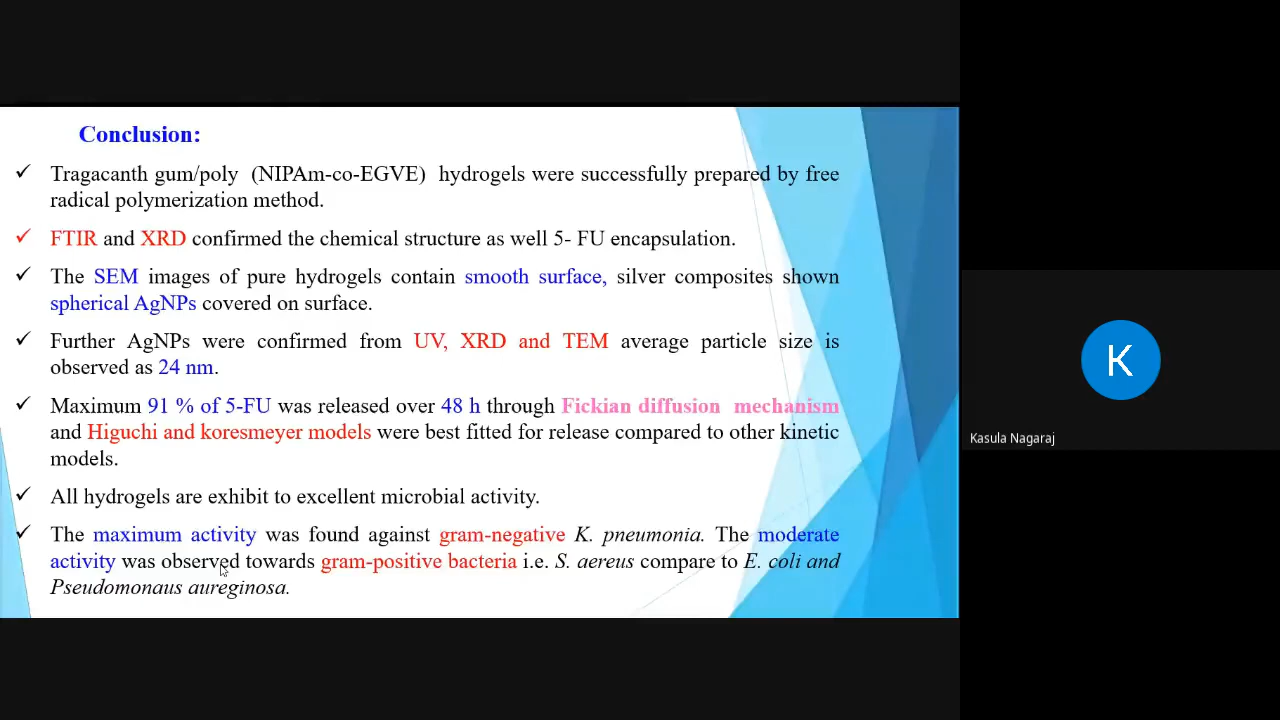 Conclusion:
✓ Tragacanth gum/poly (NIPAm-co-EGVE) hydrogels were successfully prepared by free
radical polymerization method.
✓ FTIR and XRD confirmed the chemical structure as well 5- FU encapsulation.
✓ The SEM images of pure hydrogels contain smooth surface, silver composites shown
spherical AgNPs covered on surface.
✓ Further AgNPs were confirmed from UV, XRD and TEM average particle size is
observed as 24 nm.
✓ Maximum 91 % of 5-FU was released over 48 h through Fickian diffusion mechanism
and Higuchi and koresmeyer models were best fitted for release compared to other kinetic
models.
✓ All hydrogels are exhibit to excellent microbial activity.
✓ The maximum activity was found against gram-negative K. pneumonia. The moderate
activity was observed towards gram-positive bacteria i.e. S. aereus compare to E. coli and
Pseudomonaus aureginosa.
K
Kasula Nagaraj